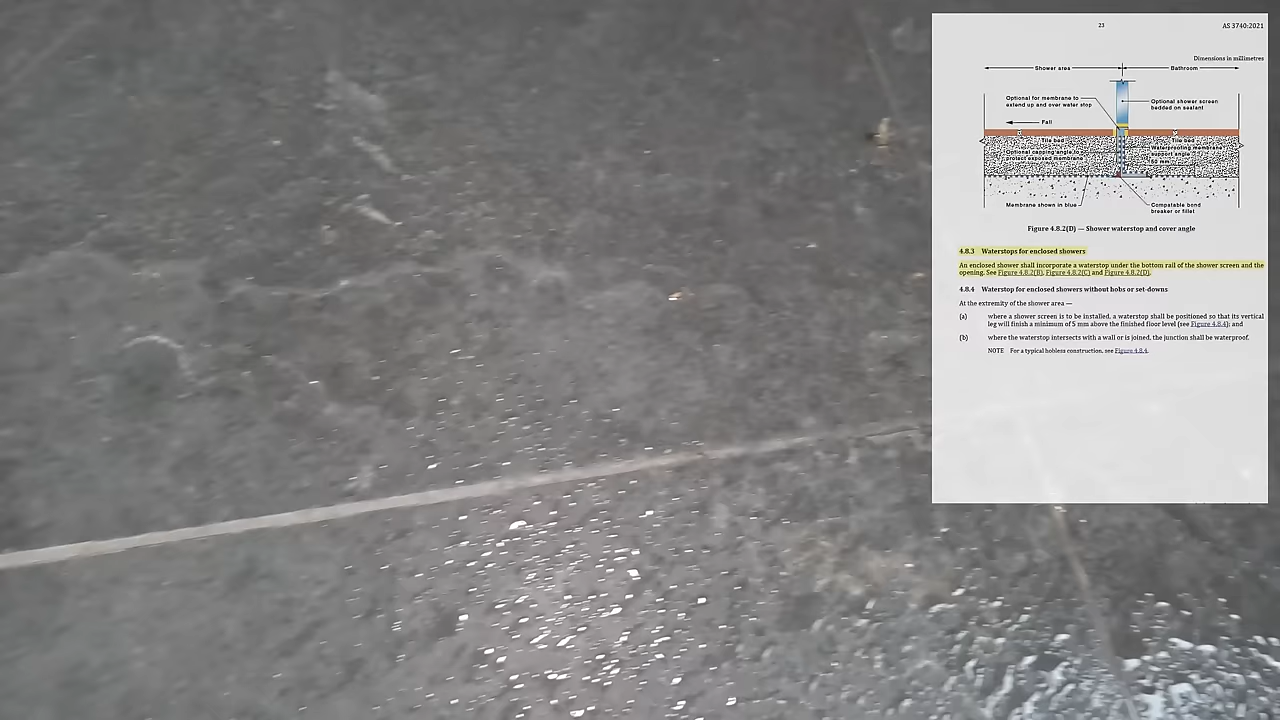 23
AS 3740:2021
Dimensions in millimetres
Shower area
Bathroom
Optional for membrane to
extend up and over water stop
Optional shower screen
bedded on sealant
Fall
Tile bed
Tile bed
Optional capping angle to
protect exposed membrane
Waterproofing membrane
Membrane shown in blue
Compatable bond
breaker or fillet
Figure 4.8.2(D) — Shower waterstop and cover angle
4.8.3 Waterstops for enclosed showers
An enclosed shower shall incorporate a waterstop under the bottom rail of the shower screen and the
opening. See Figure 4.8.2(B), Figure 4.8.2(C) and Figure 4.8.2(D).
4.8.4 Waterstop for enclosed showers without hobs or set-downs
At the extremity of the shower area —
(a) where a shower screen is to be installed, a waterstop shall be positioned so that its vertical
leg will finish a minimum of 5 mm above the finished floor level (see Figure 4.8.4); and
(b) where the waterstop intersects with a wall or is joined, the junction shall be waterproof.
NOTE For a typical hobless construction, see Figure 4.8.4.